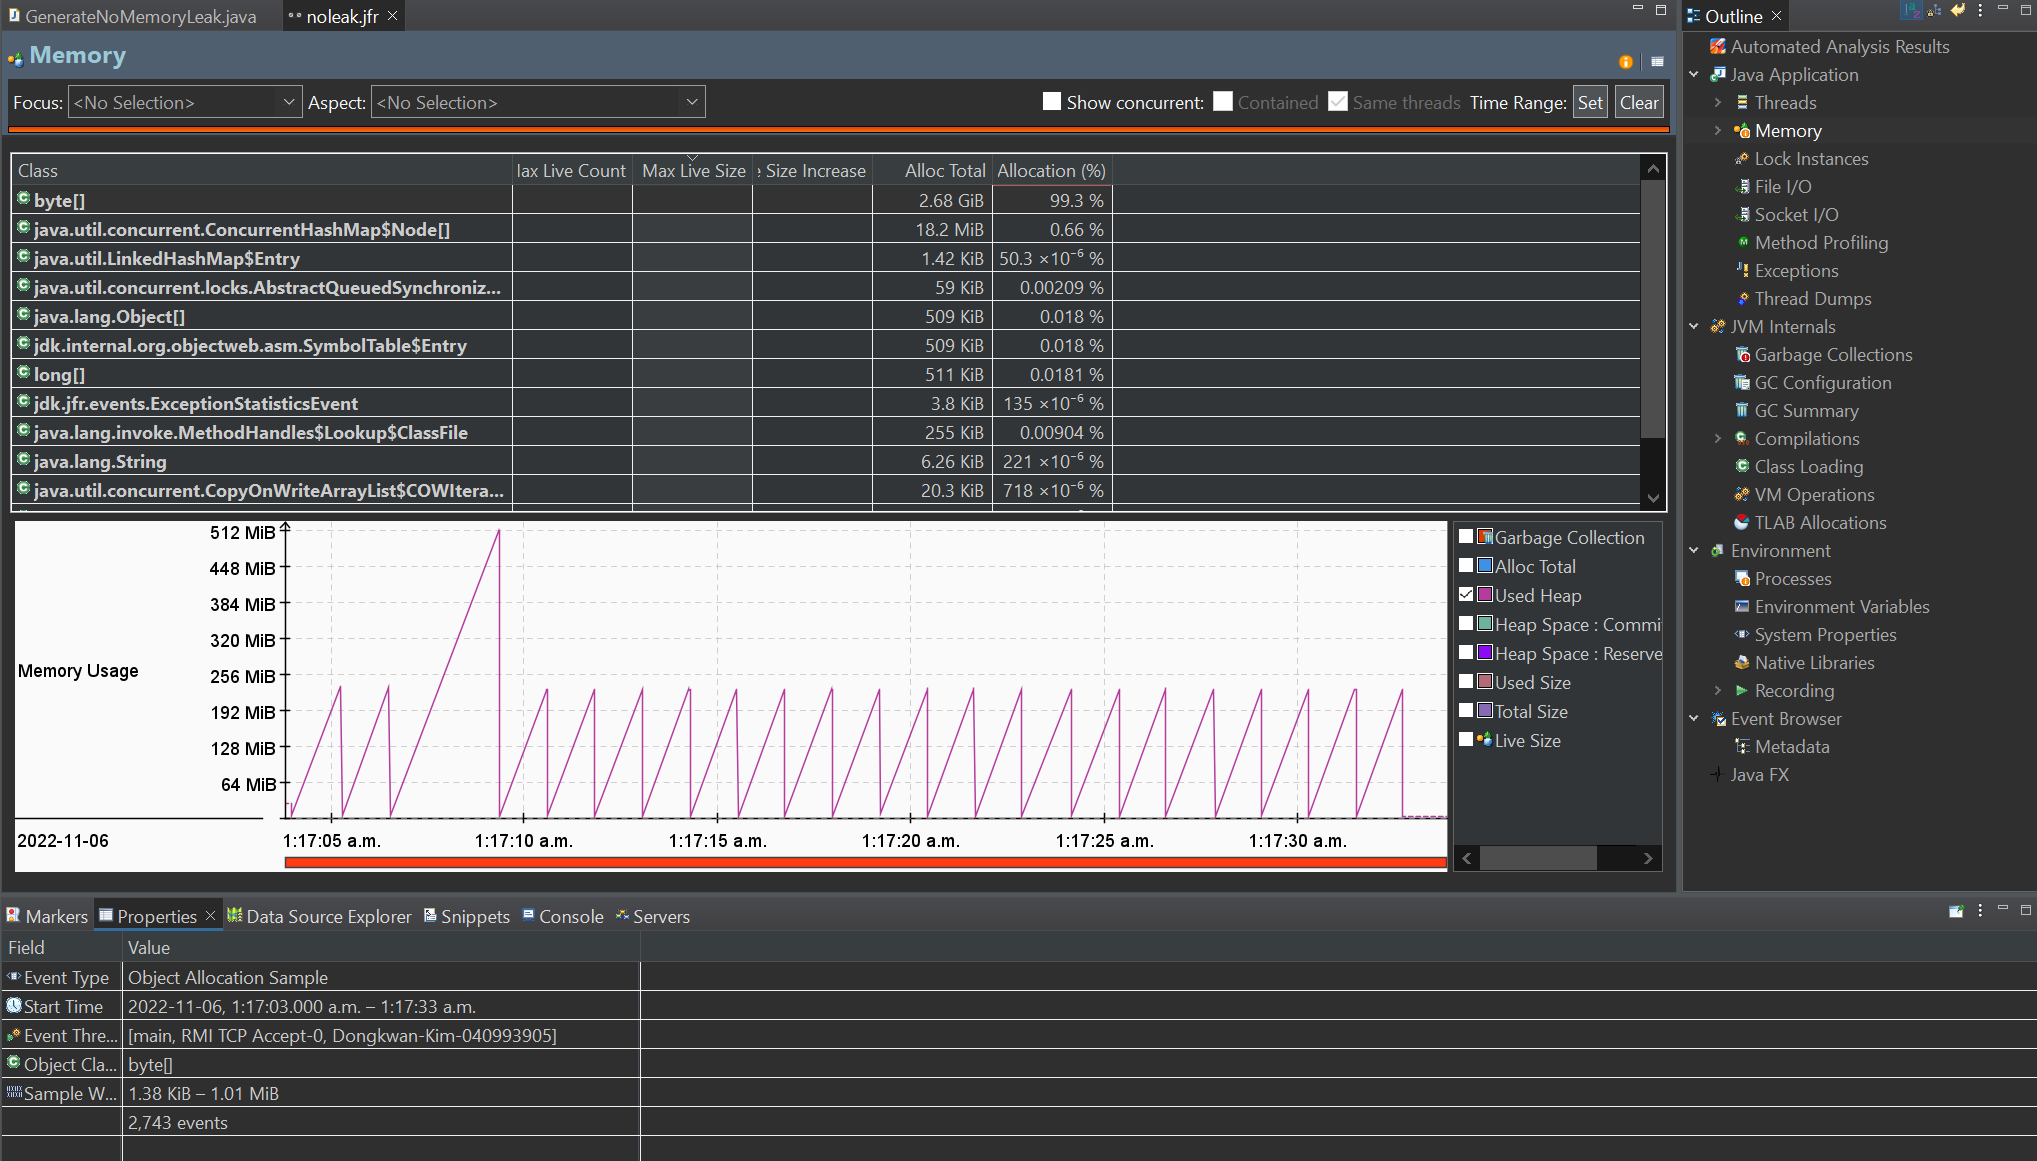 GenerateNoMemoryLeak.java
noleak.jfr
Memory
Focus: <No Selection> Aspect: <No Selection> Show concurrent: Contained Same threads Time Range: Set Clear
Class lax Live Count Max Live Size Size Increase Alloc Total Allocation (%)
byte[] 2.68 GiB 99.3 %
java.util.concurrent.ConcurrentHashMap$Node[] 18.2 MiB 0.66 %
java.util.LinkedHashMap$Entry 1.42 KiB 50.3 ×10⁻⁶ %
java.util.concurrent.locks.AbstractQueuedSynchroniz... 59 KiB 0.00209 %
java.lang.Object[] 509 KiB 0.018 %
jdk.internal.org.objectweb.asm.SymbolTable$Entry 509 KiB 0.018 %
long[] 511 KiB 0.0181 %
jdk.jfr.events.ExceptionStatisticsEvent 3.8 KiB 135 ×10⁻⁶ %
java.lang.invoke.MethodHandles$Lookup$ClassFile 255 KiB 0.00904 %
java.lang.String 6.26 KiB 221 ×10⁻⁶ %
java.util.concurrent.CopyOnWriteArrayList$COWItera... 20.3 KiB 718 ×10⁻⁶ %
512 MiB
448 MiB
384 MiB
320 MiB
256 MiB
192 MiB
128 MiB
64 MiB
Memory Usage
2022-11-06
1:17:05 a.m. 1:17:10 a.m. 1:17:15 a.m. 1:17:20 a.m. 1:17:25 a.m. 1:17:30 a.m.
Garbage Collection
Alloc Total
Used Heap
Heap Space : Commi
Heap Space : Reserve
Used Size
Total Size
Live Size
Outline
Automated Analysis Results
Java Application
Threads
Memory
Lock Instances
File I/O
Socket I/O
Method Profiling
Exceptions
Thread Dumps
JVM Internals
Garbage Collections
GC Configuration
GC Summary
Compilations
Class Loading
VM Operations
TLAB Allocations
Environment
Processes
Environment Variables
System Properties
Native Libraries
Recording
Event Browser
Metadata
Java FX
Markers Properties Data Source Explorer Snippets Console Servers
Field Value
Event Type Object Allocation Sample
Start Time 2022-11-06, 1:17:03.000 a.m. – 1:17:33 a.m.
Event Thre... [main, RMI TCP Accept-0, Dongkwan-Kim-040993905]
Object Cla... byte[]
Sample W... 1.38 KiB – 1.01 MiB
2,743 events